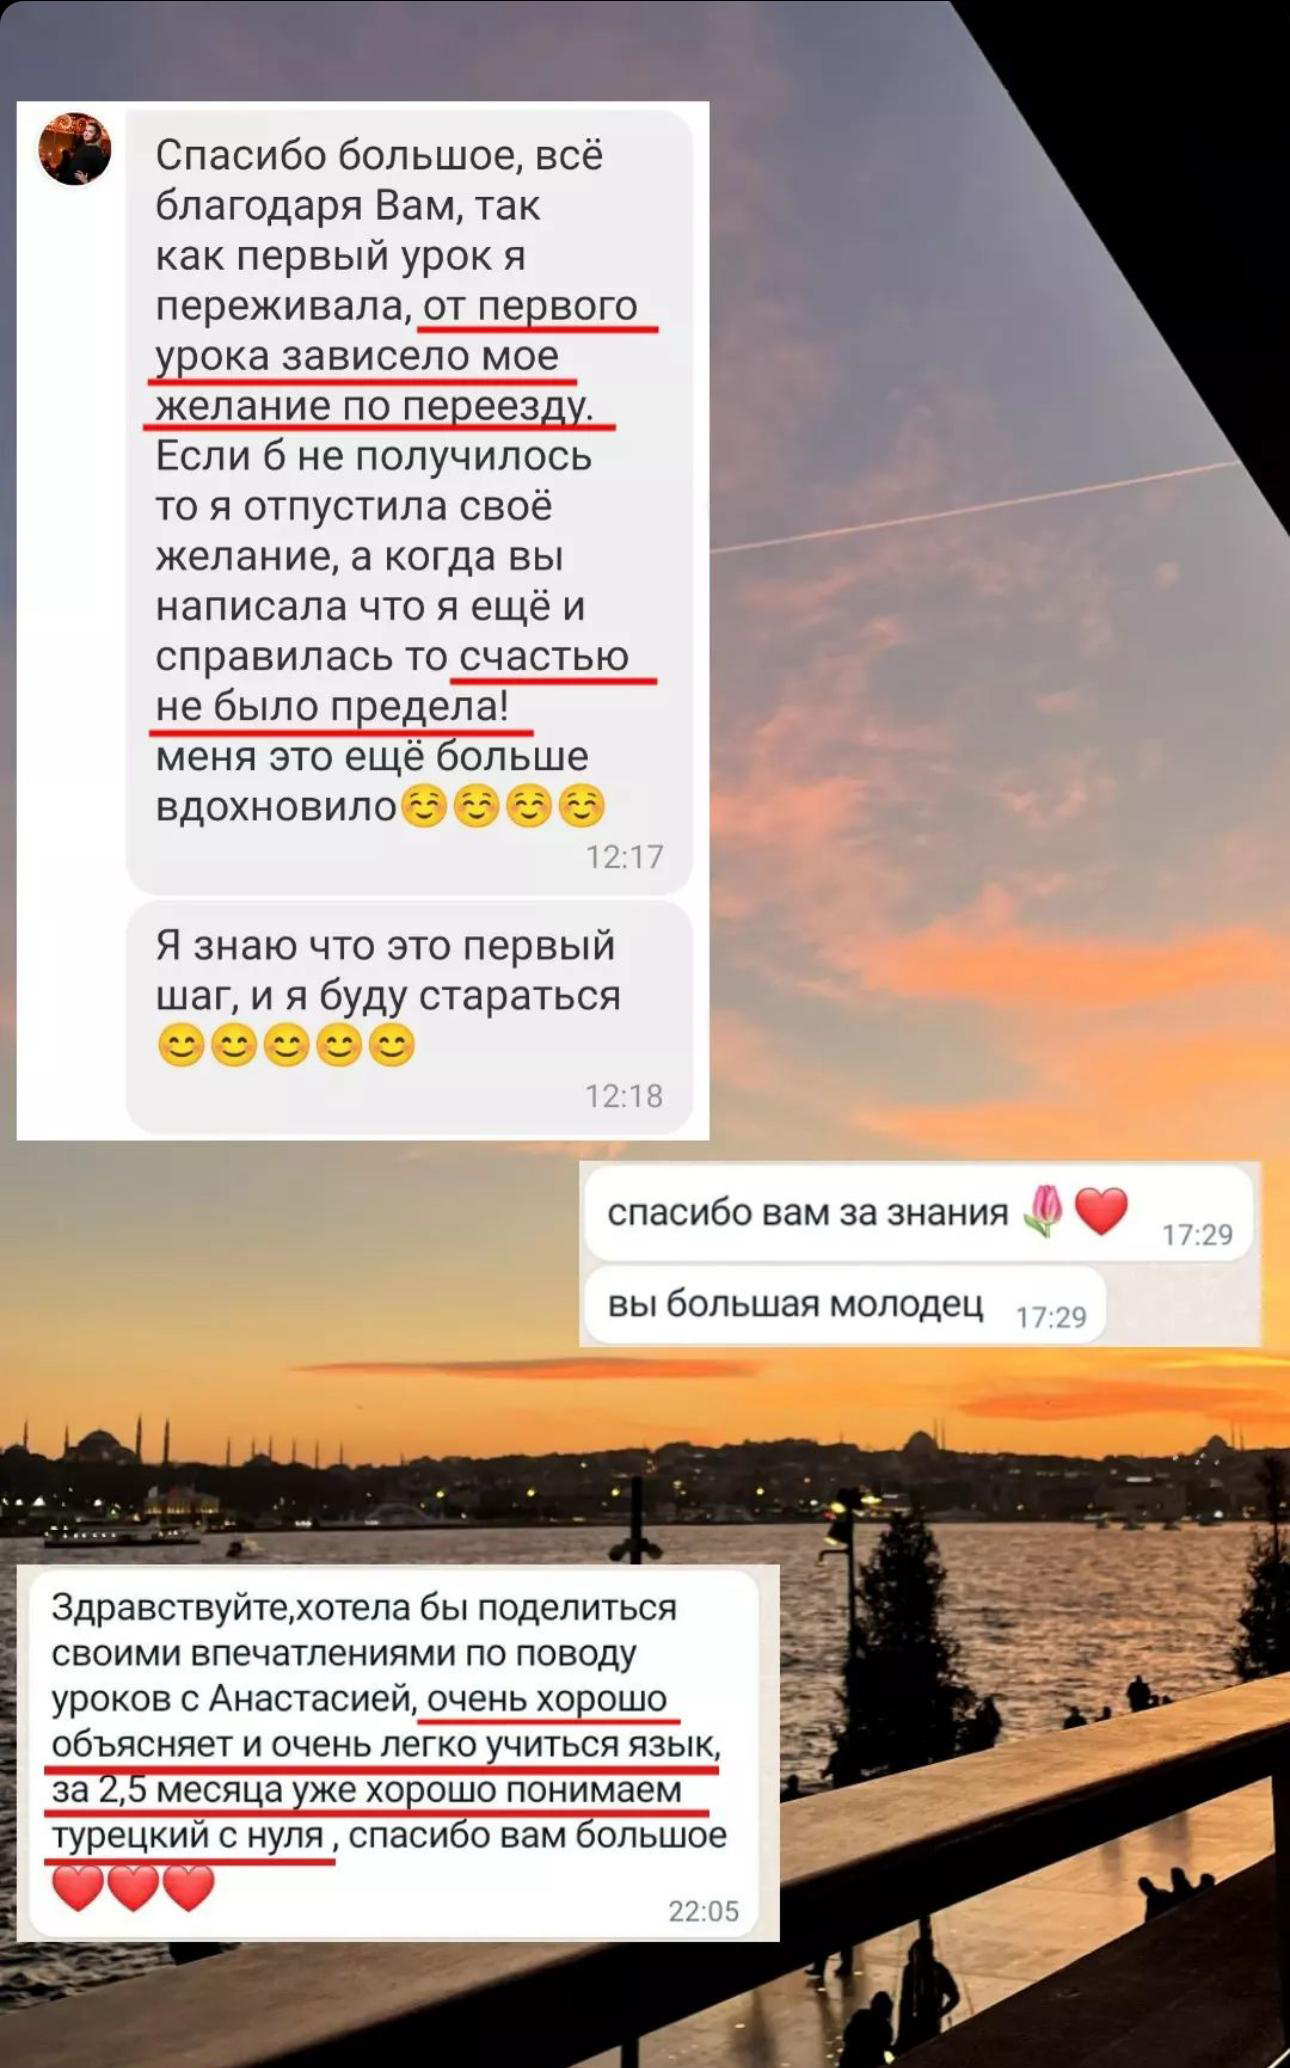 Спасибо большое, всё
благодаря Вам, так
как первый урок я
переживала, от первого
урока зависело мое
желание по переезду.
Если б не получилось
то я отпустила своё
желание, а когда вы
написала что я ещё и
справилась то счастью
не было предела!
меня это ещё больше
вдохновило☺️☺️☺️☺️
12:17
Я знаю что это первый
шаг, и я буду стараться
😊😊😊😊😊
12:18
спасибо вам за знания 🌷❤️ 17:29
вы большая молодец 17:29
Здравствуйте,хотела бы поделиться
своими впечатлениями по поводу
уроков с Анастасией, очень хорошо
объясняет и очень легко учиться язык,
за 2,5 месяца уже хорошо понимаем
турецкий с нуля , спасибо вам большое
❤️❤️❤️
22:05